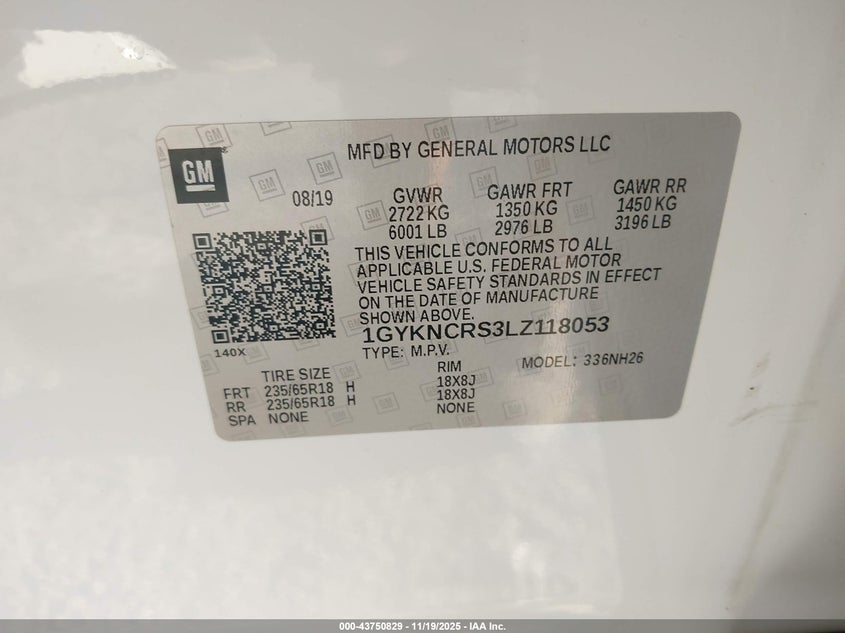 GM
MFD BY GENERAL MOTORS LLC
08/19
GVWR GAWR FRT GAWR RR
2722 KG 1350 KG 1450 KG
6001 LB 2976 LB 3196 LB
THIS VEHICLE CONFORMS TO ALL
APPLICABLE U.S. FEDERAL MOTOR
VEHICLE SAFETY STANDARDS IN EFFECT
ON THE DATE OF MANUFACTURE
SHOWN ABOVE.
1GYKNCRS3LZ118053
140X
TYPE: M.P.V. MODEL: 336NH26
TIRE SIZE RIM
FRT 235/65R18 H 18X8J
RR 235/65R18 H 18X8J
SPA NONE NONE
000-43750829 - 11/19/2025 - IAA Inc.